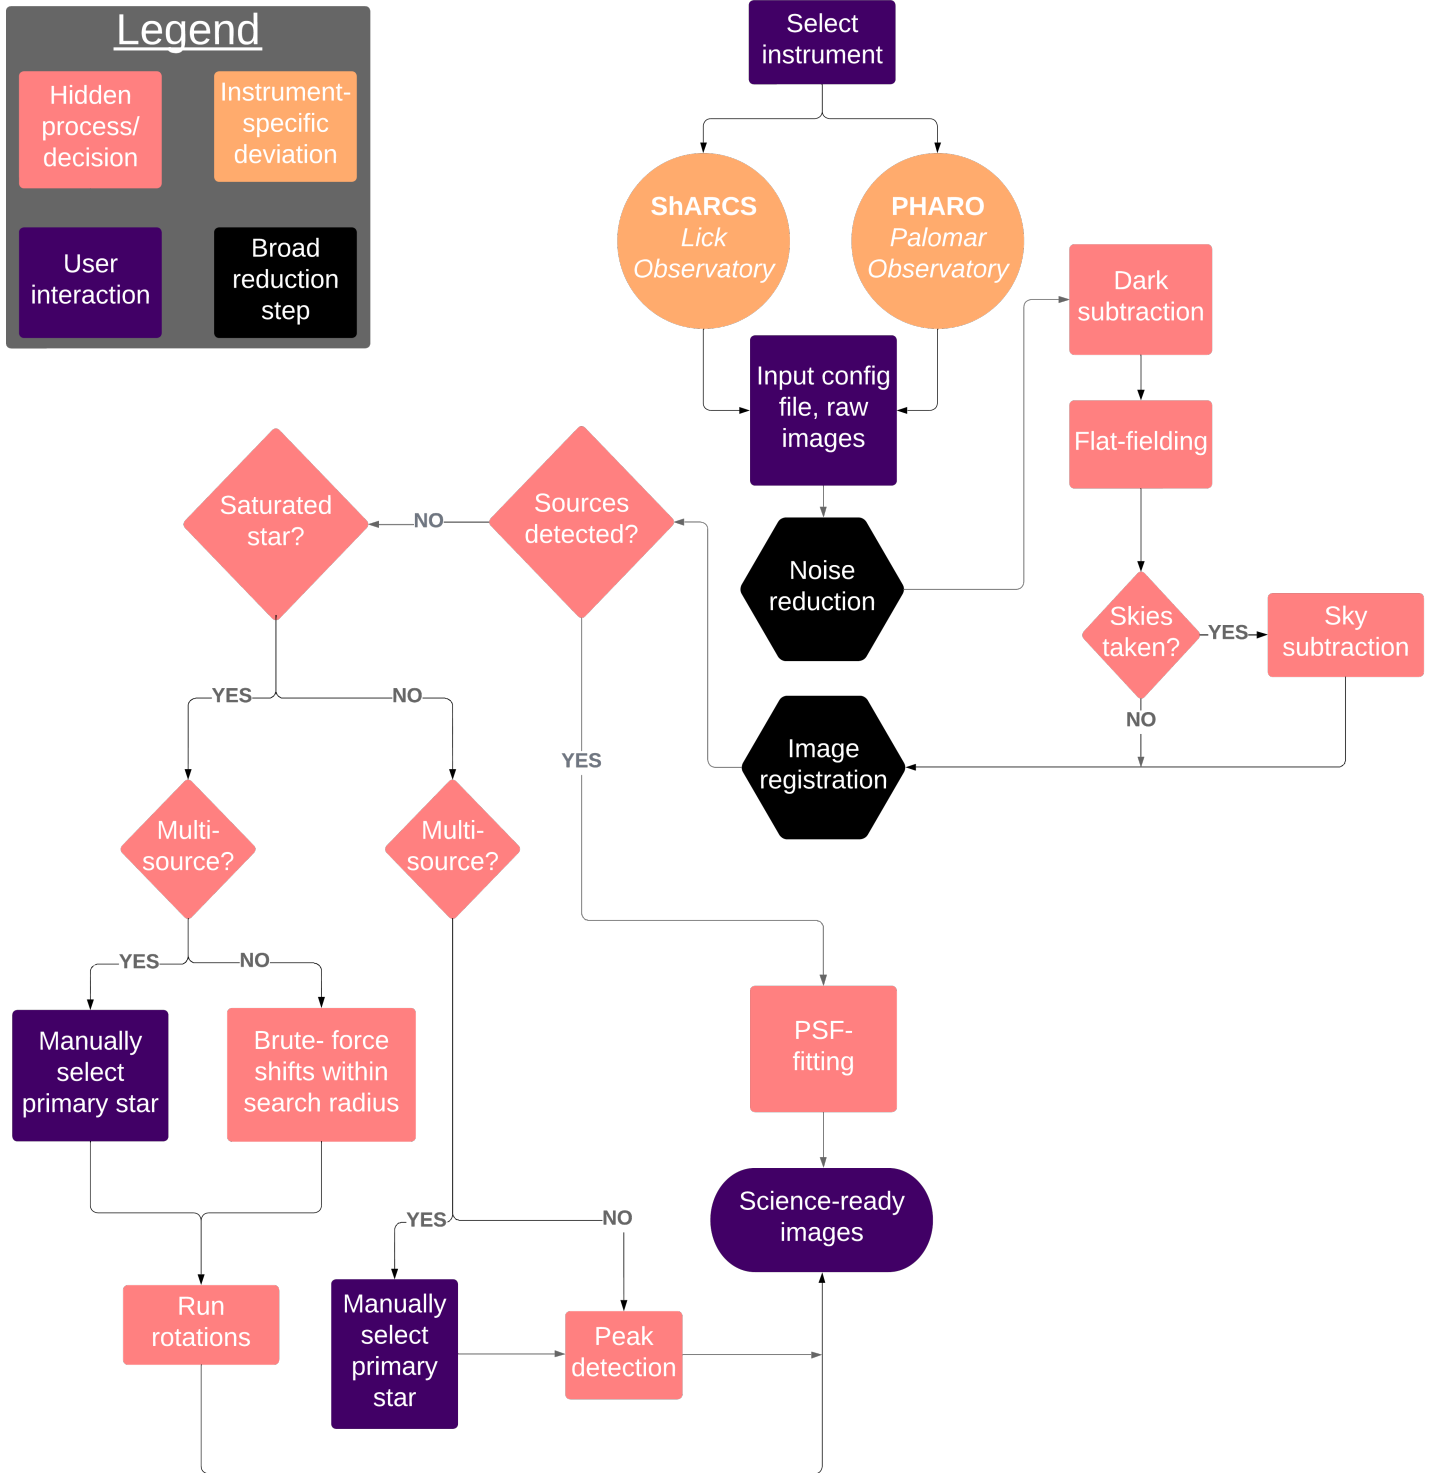 Legend
Hidden
process/
decision
Instrument-
specific
deviation
User
interaction
Broad
reduction
step
Select
instrument
ShARCS
Lick
Observatory
PHARO
Palomar
Observatory
Input config
file, raw
images
Dark
subtraction
Flat-fielding
Skies
taken?
YES
Sky
subtraction
NO
Noise
reduction
Image
registration
Sources
detected?
NO
Saturated
star?
YES
YES
NO
Multi-
source?
Multi-
source?
YES
NO
Manually
select
primary star
Brute- force
shifts within
search radius
Run
rotations
YES
NO
Manually
select
primary
star
Peak
detection
PSF-
fitting
Science-ready
images